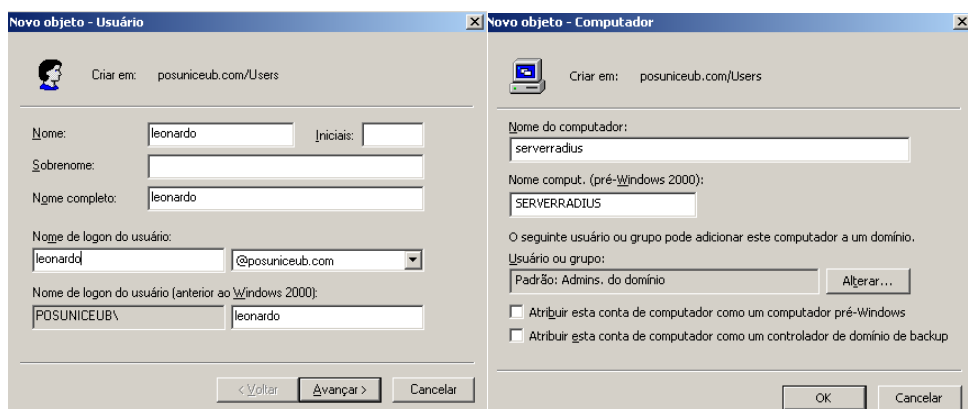 Novo objeto - Usuário
Criar em: posuniceub.com/Users
Nome: leonardo Iniciais:
Sobrenome:
Nome completo: leonardo
Nome de logon do usuário:
leonardo @posuniceub.com
Nome de logon do usuário (anterior ao Windows 2000):
POSUNICEUB\ leonardo
< Voltar Avançar > Cancelar
Novo objeto - Computador
Criar em: posuniceub.com/Users
Nome do computador:
serverradius
Nome comput. (pré-Windows 2000):
SERVERRADIUS
O seguinte usuário ou grupo pode adicionar este computador a um domínio.
Usuário ou grupo:
Padrão: Admins. do domínio Alterar...
Atribuir esta conta de computador como um computador pré-Windows
Atribuir esta conta de computador como um controlador de domínio de backup
OK Cancelar